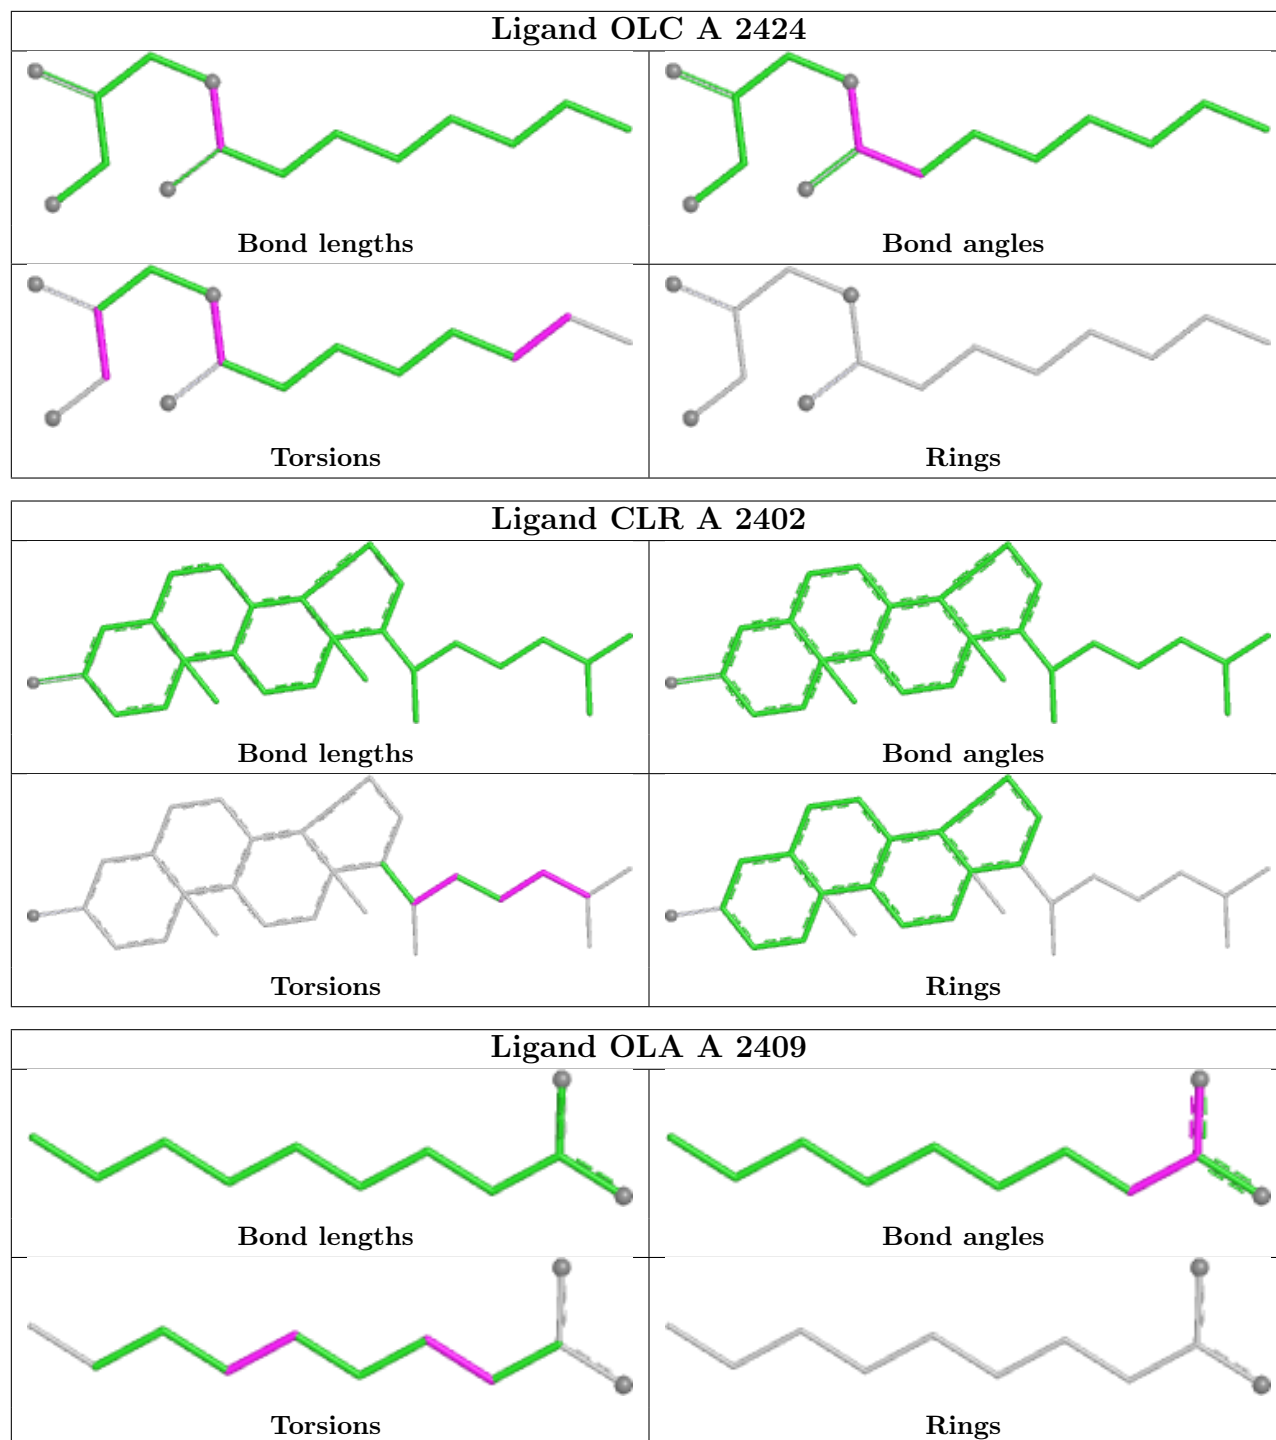 Ligand OLC A 2424
Bond lengths
Bond angles
Torsions
Rings
Ligand CLR A 2402
Bond lengths
Bond angles
Torsions
Rings
Ligand OLA A 2409
Bond lengths
Bond angles
Torsions
Rings